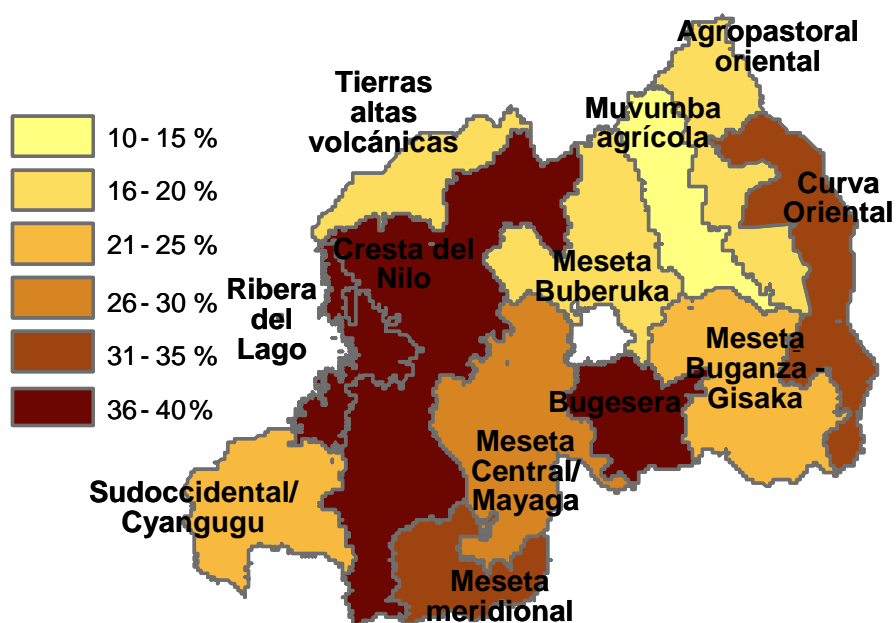 Agropastoral
oriental
Tierras
altas
volcánicas
Muvumba
agrícola
10 - 15 %
16 - 20 %
21 - 25 %
26 - 30 %
31 - 35 %
36 - 40 %
Curva
Oriental
Cresta del
Nilo
Meseta
Buberuka
Ribera
del
Lago
Meseta
Buganza -
Gisaka
Bugesera
Meseta
Central/
Mayaga
Sudoccidental/
Cyangugu
Meseta
meridional